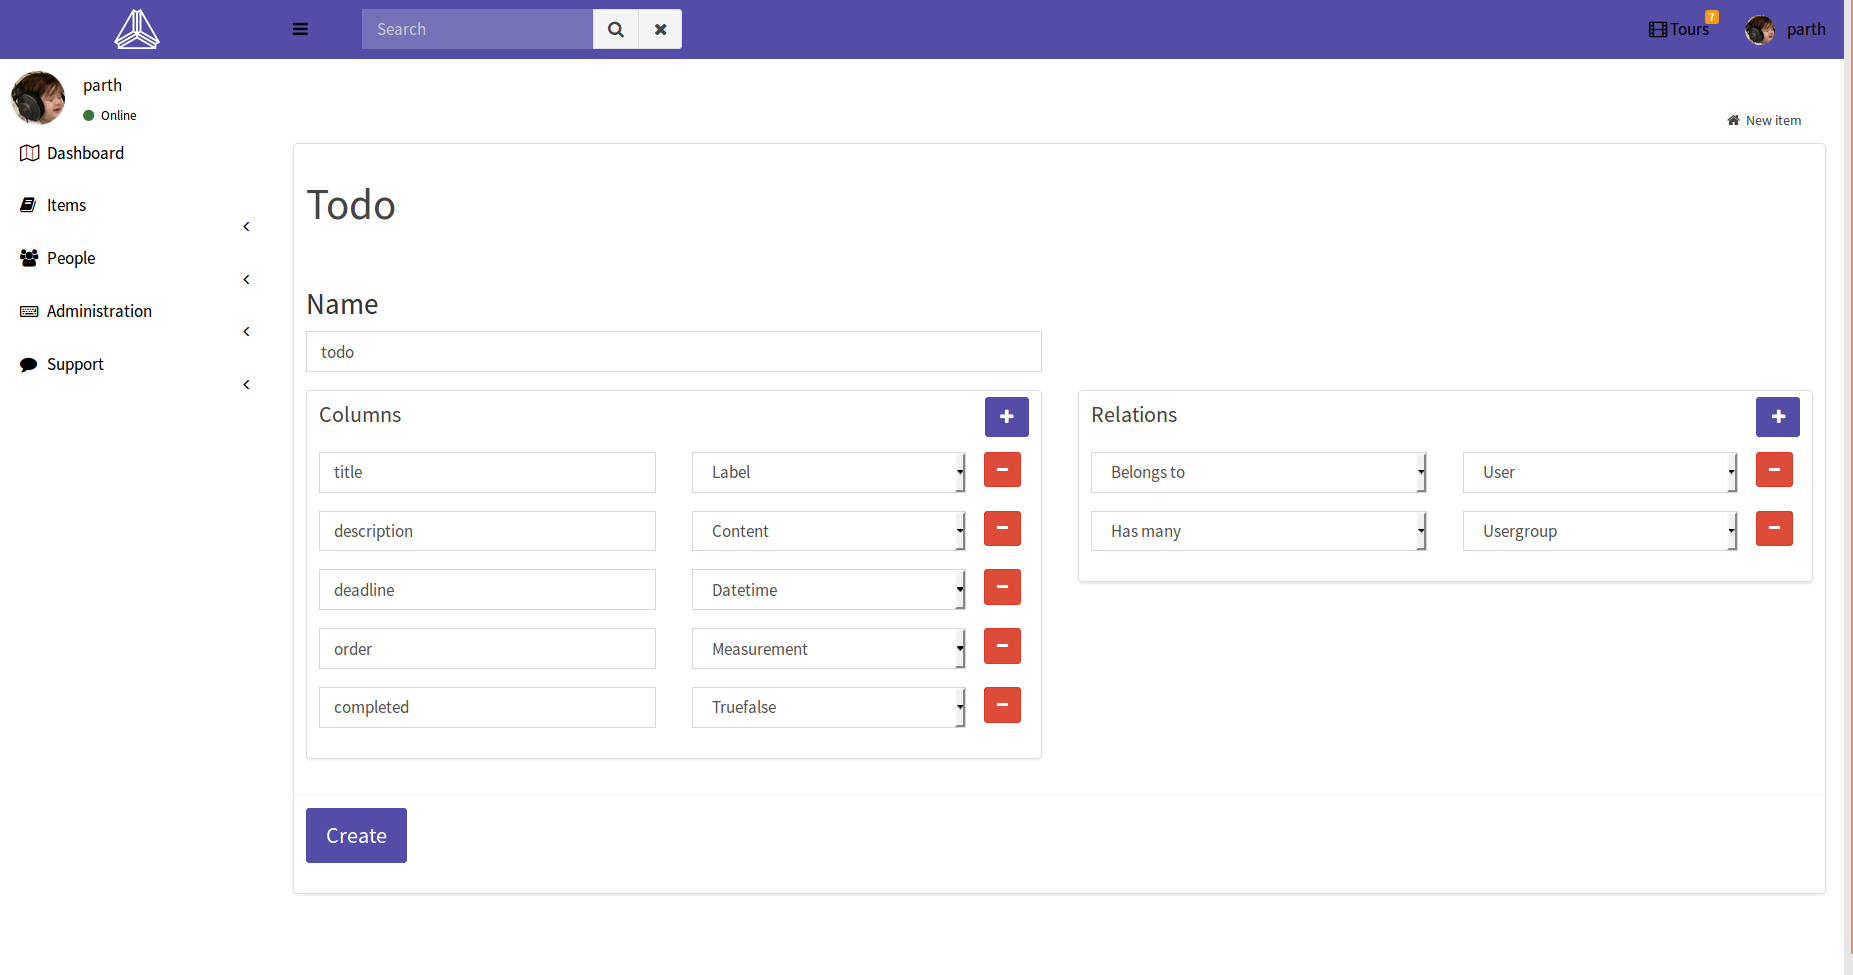 Search
Tours
7
parth
parth
Online
New item
Dashboard
Items
People
Administration
Support
Todo
Name
todo
Columns
title Label
description Content
deadline Datetime
order Measurement
completed Truefalse
Relations
Belongs to User
Has many Usergroup
Create